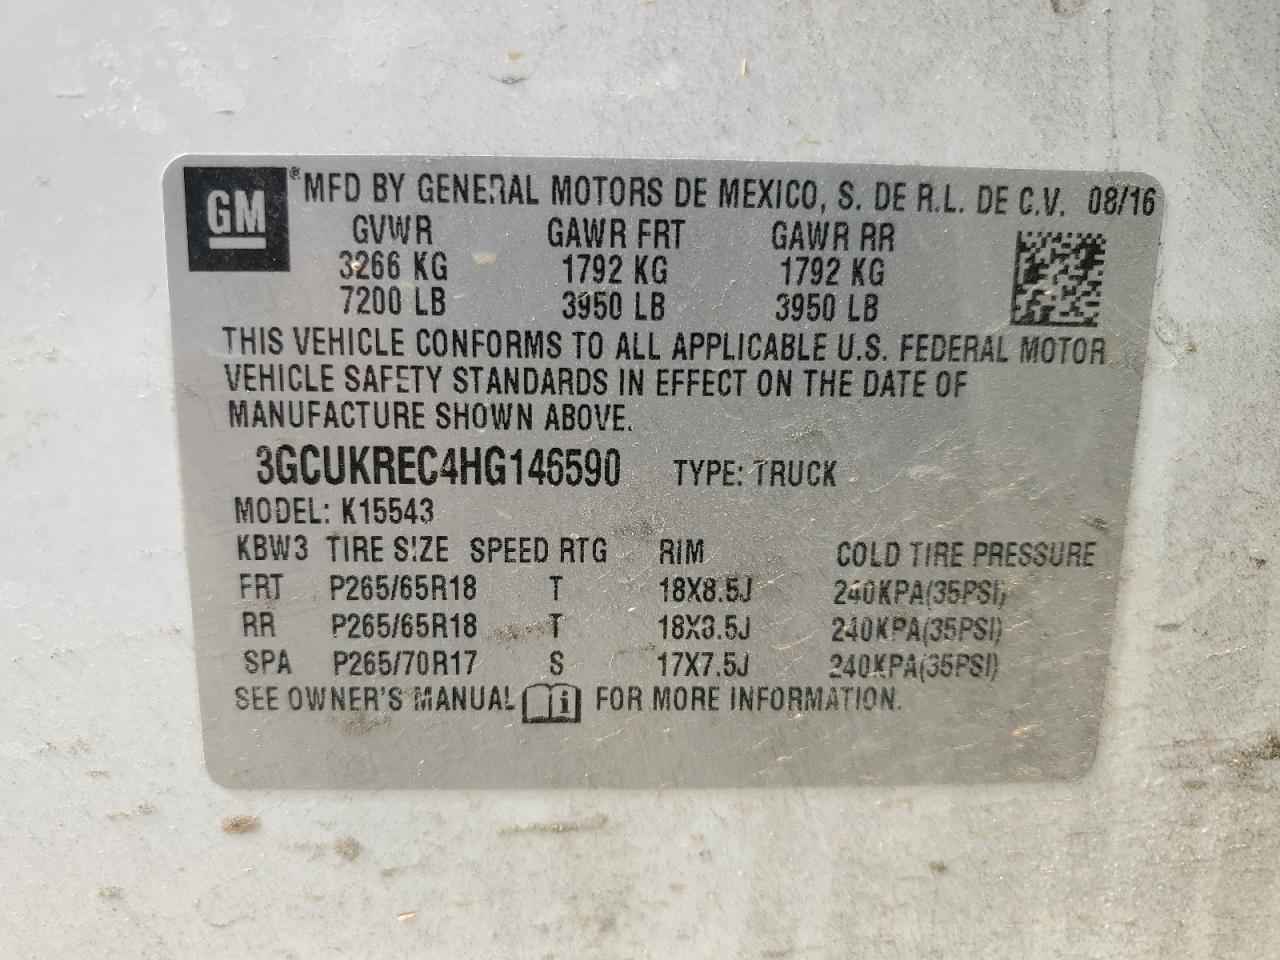 GM ® MFD BY GENERAL MOTORS DE MEXICO, S. DE R.L. DE C.V. 08/16
GVWR GAWR FRT GAWR RR
3266 KG 1792 KG 1792 KG
7200 LB 3950 LB 3950 LB
THIS VEHICLE CONFORMS TO ALL APPLICABLE U.S. FEDERAL MOTOR
VEHICLE SAFETY STANDARDS IN EFFECT ON THE DATE OF
MANUFACTURE SHOWN ABOVE.
3GCUKREC4HG146590 TYPE: TRUCK
MODEL: K15543
KBW3 TIRE SIZE SPEED RTG RIM COLD TIRE PRESSURE
FRT P265/65R18 T 18X8.5J 240KPA(35PSI)
RR P265/65R18 T 18X8.5J 240KPA(35PSI)
SPA P265/70R17 S 17X7.5J 240KPA(35PSI)
SEE OWNER'S MANUAL i FOR MORE INFORMATION.